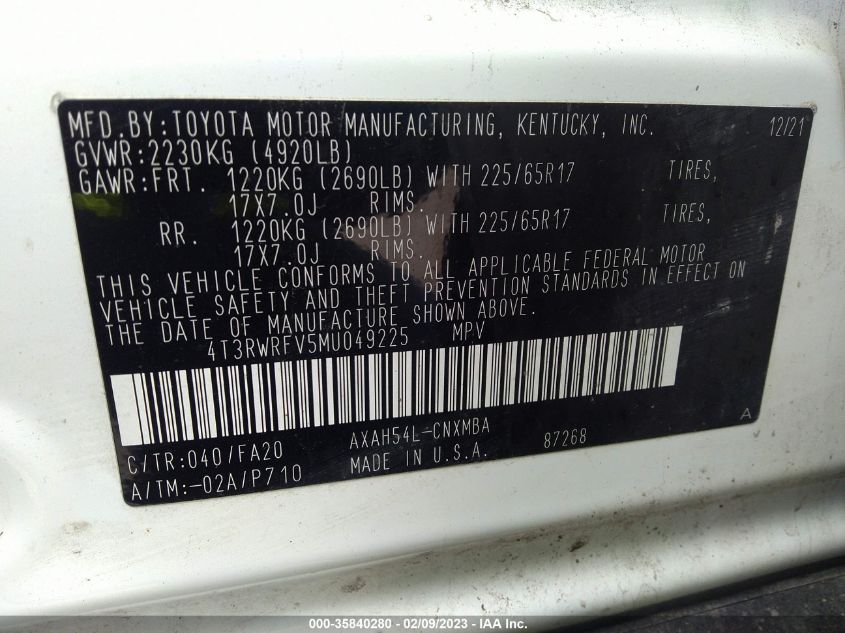 MFD.BY:TOYOTA MOTOR MANUFACTURING, KENTUCKY, INC. 12/21
GVWR:2230KG (4920LB)
GAWR:FRT. 1220KG (2690LB) WITH 225/65R17 TIRES,
17X7.0J RIMS.
RR. 1220KG (2690LB) WITH 225/65R17 TIRES,
17X7.0J RIMS.
THIS VEHICLE CONFORMS TO ALL APPLICABLE FEDERAL MOTOR
VEHICLE SAFETY AND THEFT PREVENTION STANDARDS IN EFFECT ON
THE DATE OF MANUFACTURE SHOWN ABOVE.
4T3RWRFV5MU049225 MPV
A
C/TR:040/FA20 AXAH54L-CNXMBA 87268
A/TM:-02A/P710 MADE IN U.S.A.
000-35840280 - 02/09/2023 - IAA Inc.